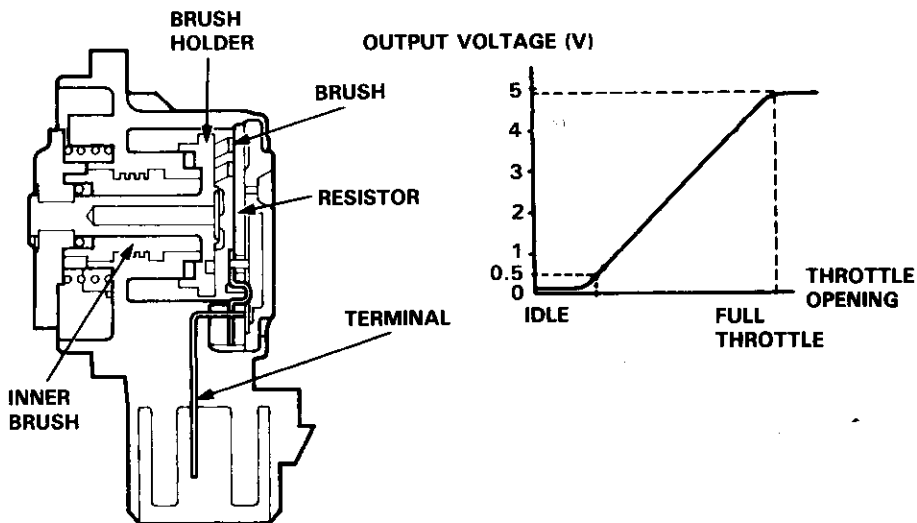 BRUSH
HOLDER
BRUSH
RESISTOR
TERMINAL
INNER
BRUSH
OUTPUT VOLTAGE (V)
5
4
3
2
1
0.5
0
IDLE
FULL
THROTTLE
THROTTLE
OPENING